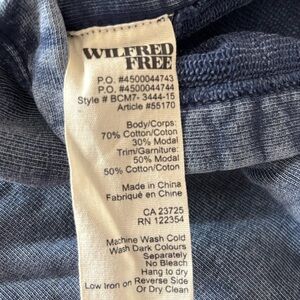 WILFRED
FREE
P.O. #4500044743
P.O. #4500044744
Style # BCM7- 3444-15
Article #55170
Body/Corps:
70% Cotton/Coton
30% Modal
Trim/Garniture:
50% Modal
50% Cotton/Coton
Made in China
Fabriqué en Chine
CA 23725
RN 122354
Machine Wash Cold
Wash Dark Colours
Separately
No Bleach
Hang to dry
Low Iron on Reverse Side
Or Dry Clean